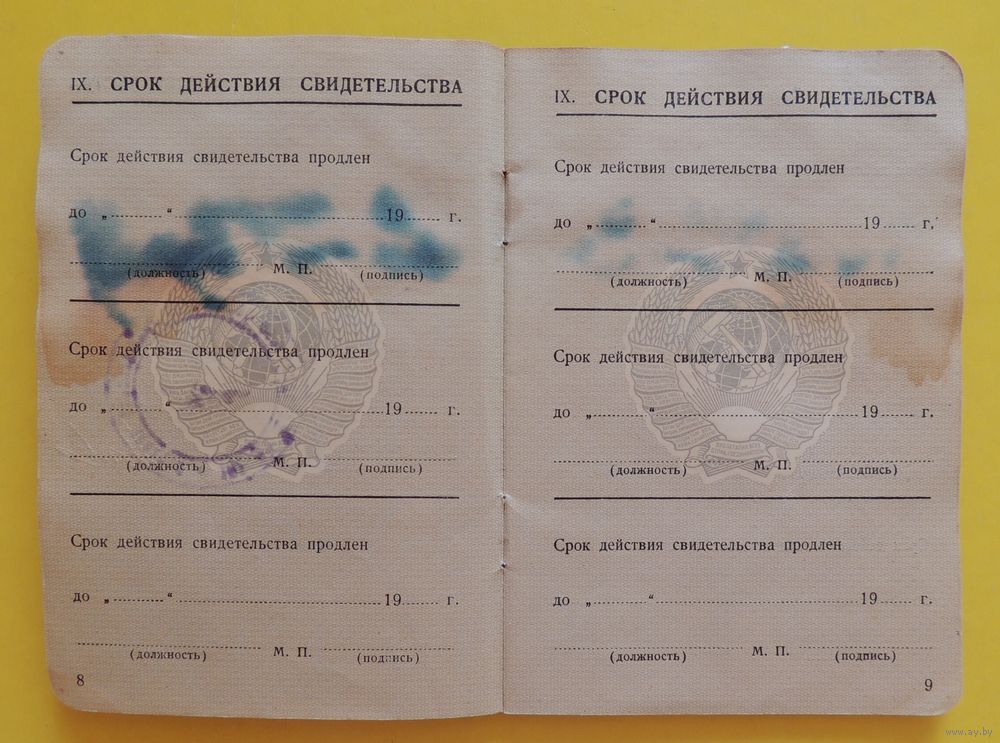 IX. СРОК ДЕЙСТВИЯ СВИДЕТЕЛЬСТВА
Срок действия свидетельства продлен
до „ ........ “ .............................. 19...... г.
(должность) М. П. (подпись)
Срок действия свидетельства продлен
до „ ........ “ .............................. 19...... г.
(должность) М. П. (подпись)
Срок действия свидетельства продлен
до „ ........ “ .............................. 19...... г.
(должность) М. П. (подпись)
8
IX. СРОК ДЕЙСТВИЯ СВИДЕТЕЛЬСТВА
Срок действия свидетельства продлен
до „ ........ “ .............................. 19...... г.
(должность) М. П. (подпись)
Срок действия свидетельства продлен
до „ ........ “ .............................. 19...... г.
(должность) М. П. (подпись)
Срок действия свидетельства продлен
до „ ........ “ .............................. 19...... г.
(должность) М. П. (подпись)
9
www.ay.by